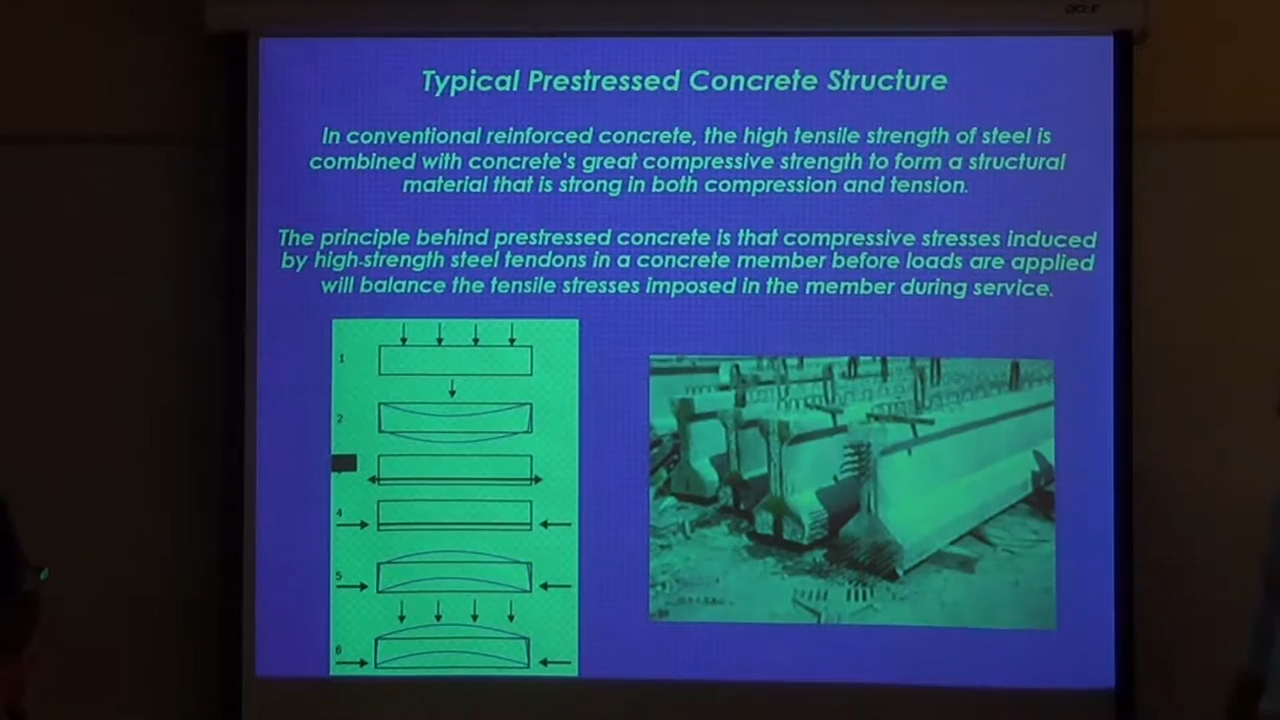 acer
Typical Prestressed Concrete Structure
In conventional reinforced concrete, the high tensile strength of steel is
combined with concrete's great compressive strength to form a structural
material that is strong in both compression and tension.
The principle behind prestressed concrete is that compressive stresses induced
by high-strength steel tendons in a concrete member before loads are applied
will balance the tensile stresses imposed in the member during service.
1
2
4
5
6